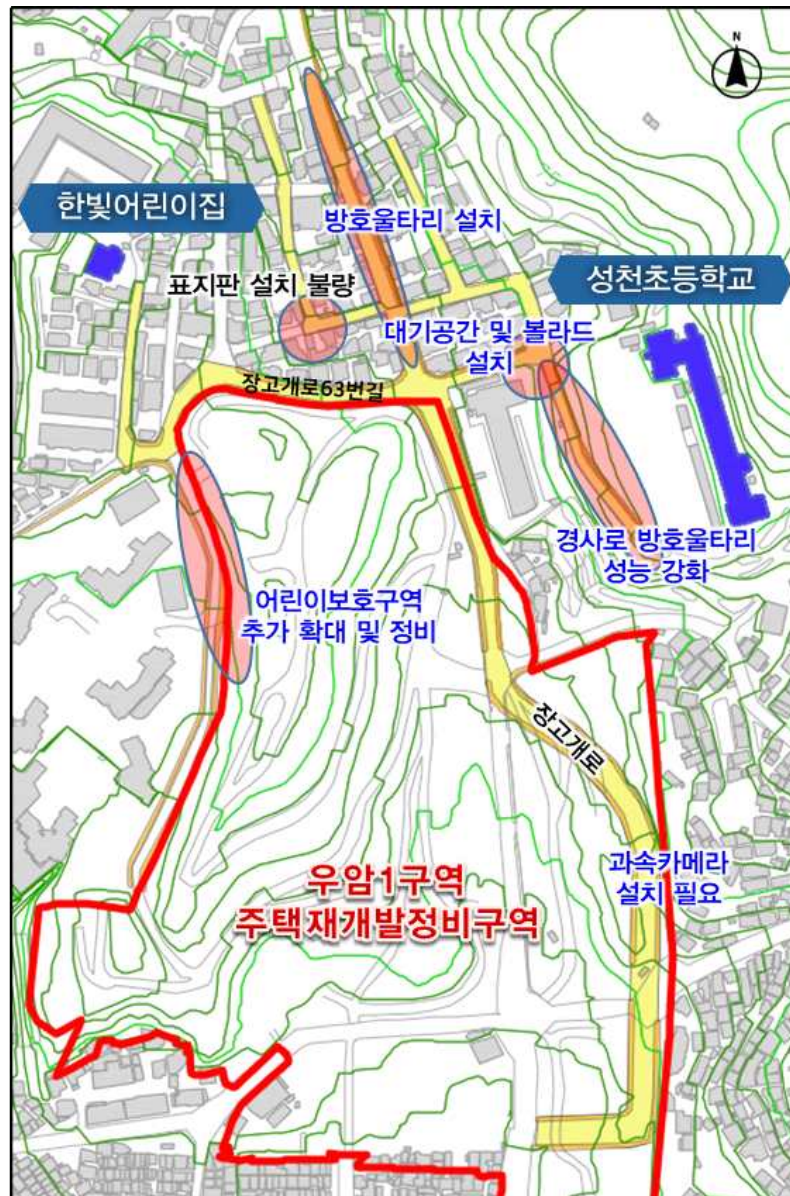 N
한빛어린이집
방호울타리 설치
표지판 설치 불량
성천초등학교
대기공간 및 볼라드
설치
장고개로63번길
경사로 방호울타리
성능 강화
어린이보호구역
추가 확대 및 정비
장고개로
과속카메라
설치 필요
우암1구역
주택재개발정비구역